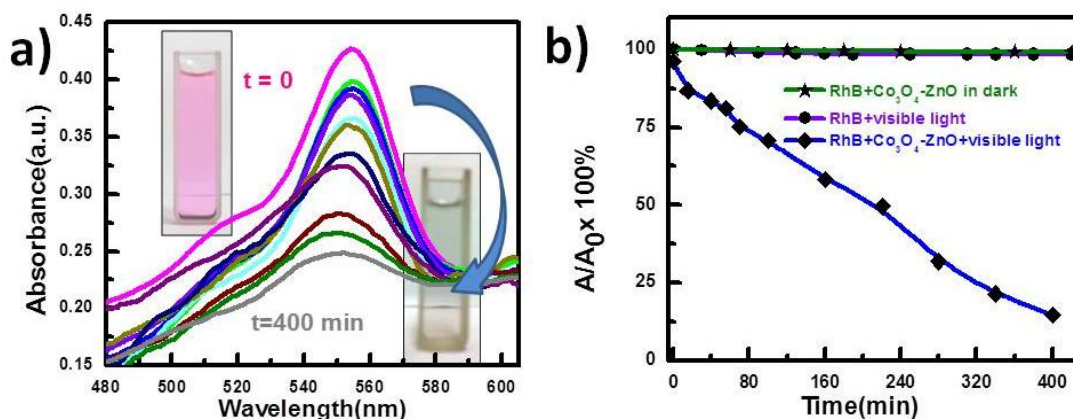 a)
Absorbance(a.u.)
0.45
0.40
0.35
0.30
0.25
0.20
0.15
t = 0
t=400 min
480 500 520 540 560 580 600
Wavelength(nm)
b)
A/A₀x 100%
100
75
50
25
0
RhB+Co₃O₄-ZnO in dark
RhB+visible light
RhB+Co₃O₄-ZnO+visible light
0 80 160 240 320 400
Time(min)